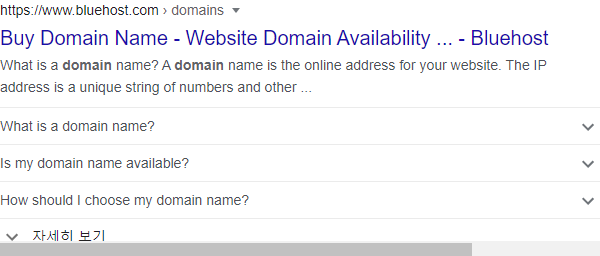 https://www.bluehost.com › domains
Buy Domain Name - Website Domain Availability ... - Bluehost
What is a domain name? A domain name is the online address for your website. The IP
address is a unique string of numbers and other ...
What is a domain name?
Is my domain name available?
How should I choose my domain name?
자세히 보기